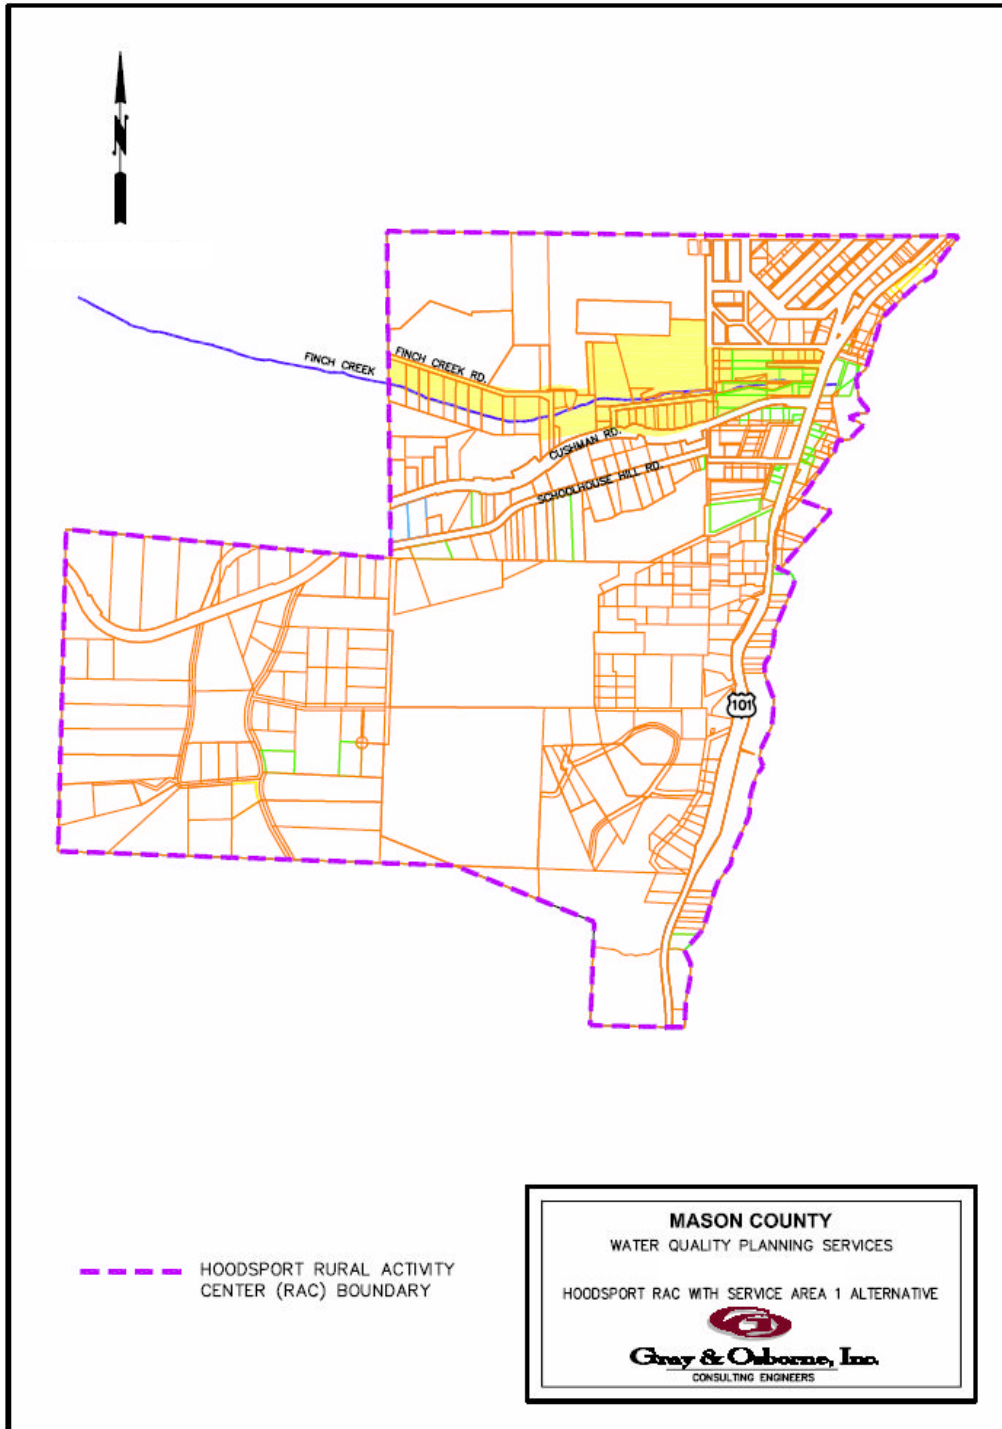 N
FINCH CREEK
FINCH CREEK RD.
CUSHMAN RD.
SCHOOLHOUSE HILL RD.
101
HOODSPORT RURAL ACTIVITY
CENTER (RAC) BOUNDARY
MASON COUNTY
WATER QUALITY PLANNING SERVICES
HOODSPORT RAC WITH SERVICE AREA 1 ALTERNATIVE
G
Gray & Osborne, Inc.
CONSULTING ENGINEERS